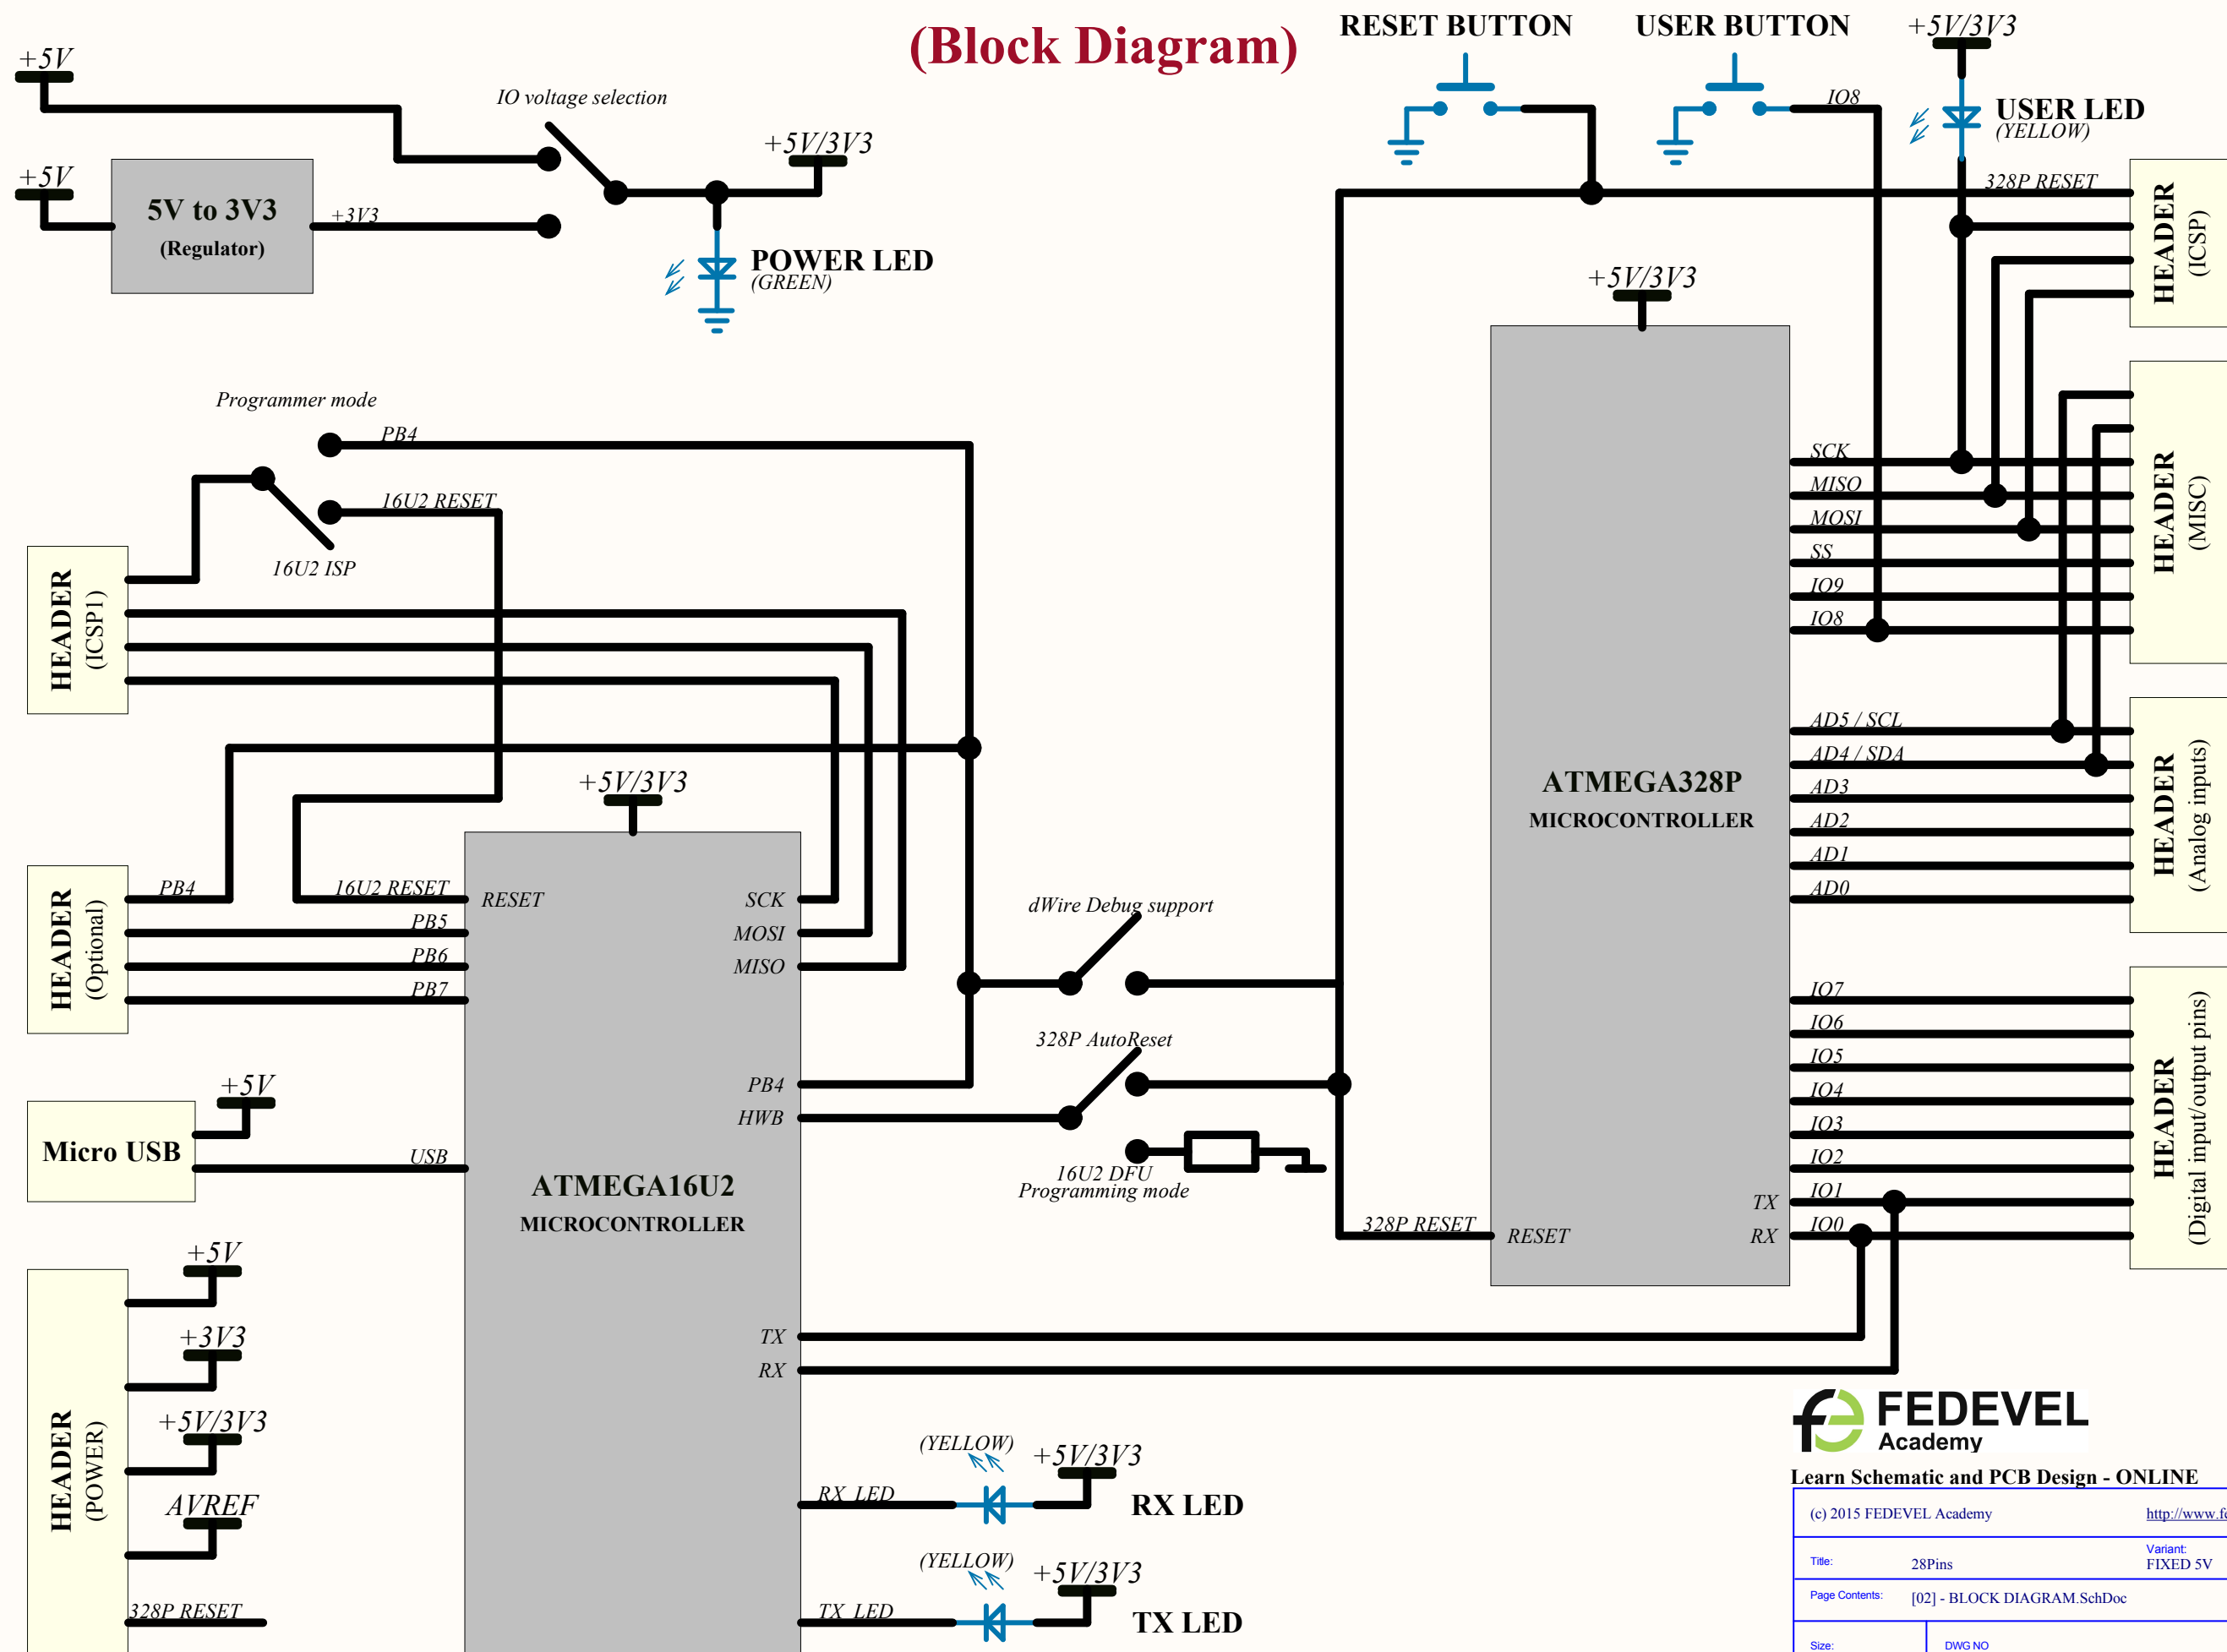 (Block Diagram)
RESET BUTTON
USER BUTTON
+5V/3V3
+5V
IO voltage selection
IO8
USER LED
(YELLOW)
+5V/3V3
+5V
5V to 3V3
(Regulator)
+3V3
328P RESET
HEADER
(ICSP)
POWER LED
(GREEN)
+5V/3V3
Programmer mode
PB4
16U2 RESET
16U2 ISP
HEADER
(ICSP1)
SCK
MISO
MOSI
SS
IO9
IO8
HEADER
(MISC)
+5V/3V3
ATMEGA328P
MICROCONTROLLER
AD5 / SCL
AD4 / SDA
AD3
AD2
AD1
AD0
HEADER
(Analog inputs)
HEADER
(Optional)
PB4
PB5
PB6
PB7
16U2 RESET
RESET
SCK
MOSI
MISO
dWire Debug support
328P AutoReset
PB4
HWB
16U2 DFU
Programming mode
IO7
IO6
IO5
IO4
IO3
IO2
TX
IO1
RX
IO0
HEADER
(Digital input/output pins)
328P RESET
RESET
+5V
Micro USB
USB
ATMEGA16U2
MICROCONTROLLER
+5V
+3V3
+5V/3V3
AVREF
328P RESET
HEADER
(POWER)
TX
RX
(YELLOW)
+5V/3V3
RX LED
RX LED
(YELLOW)
+5V/3V3
TX LED
TX LED
FEDEVEL
Academy
Learn Schematic and PCB Design - ONLINE
(c) 2015 FEDEVEL Academy
http://www.fe
Title:
28Pins
Variant:
FIXED 5V
Page Contents:
[02] - BLOCK DIAGRAM.SchDoc
Size:
DWG NO